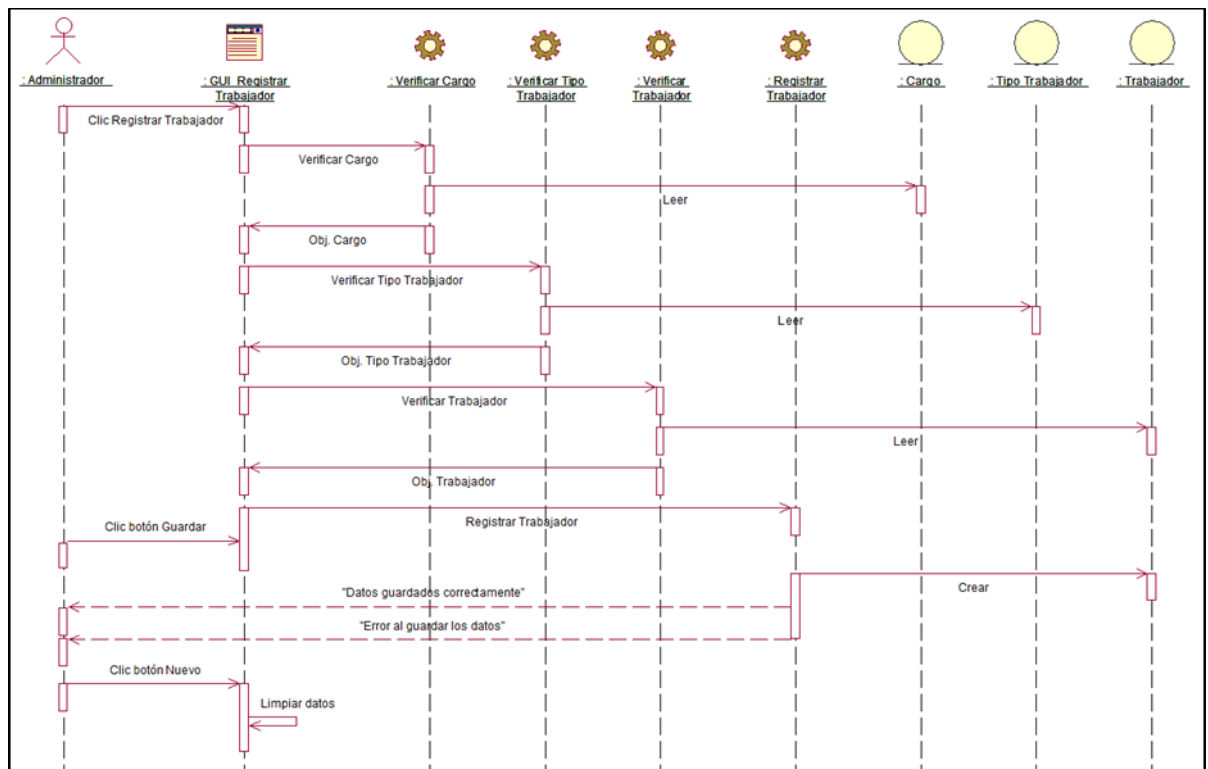 : Administrador
: GUI_Registrar
Trabajador
: Verificar Cargo
: Verificar Tipo
Trabajador
: Verificar
Trabajador
: Registrar
Trabajador
: Cargo
: Tipo Trabajador
: Trabajador
Clic Registrar Trabajador
Verificar Cargo
Leer
Obj. Cargo
Verificar Tipo Trabajador
Leer
Obj. Tipo Trabajador
Verificar Trabajador
Leer
Obj. Trabajador
Registrar Trabajador
Clic botón Guardar
Crear
"Datos guardados correctamente"
"Error al guardar los datos"
Clic botón Nuevo
Limpiar datos